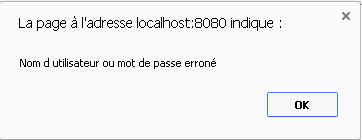 La page à l'adresse localhost:8080 indique :
Nom d utilisateur ou mot de passe erroné
OK